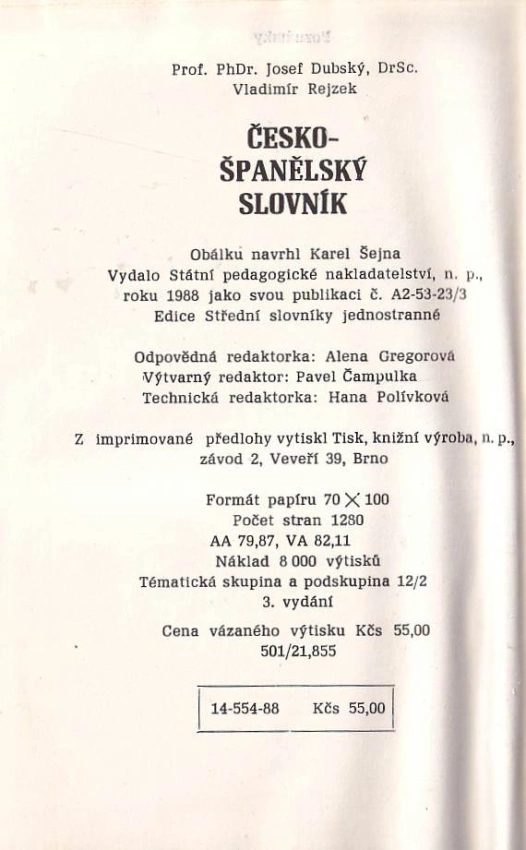 Poznámky
Prof. PhDr. Josef Dubský, DrSc.
Vladimír Rejzek
ČESKO-
ŠPANĚLSKÝ
SLOVNÍK
Obálku navrhl Karel Šejna
Vydalo Státní pedagogické nakladatelství, n. p.,
roku 1988 jako svou publikaci č. A2-53-23/3
Edice Střední slovníky jednostranné
Odpovědná redaktorka: Alena Gregorová
Výtvarný redaktor: Pavel Čampulka
Technická redaktorka: Hana Polívková
Z imprimované předlohy vytiskl Tisk, knižní výroba, n. p.,
závod 2, Veveří 39, Brno
Formát papíru 70 × 100
Počet stran 1280
AA 79,87, VA 82,11
Náklad 8 000 výtisků
Tématická skupina a podskupina 12/2
3. vydání
Cena vázaného výtisku Kčs 55,00
501/21,855
14-554-88 Kčs 55,00